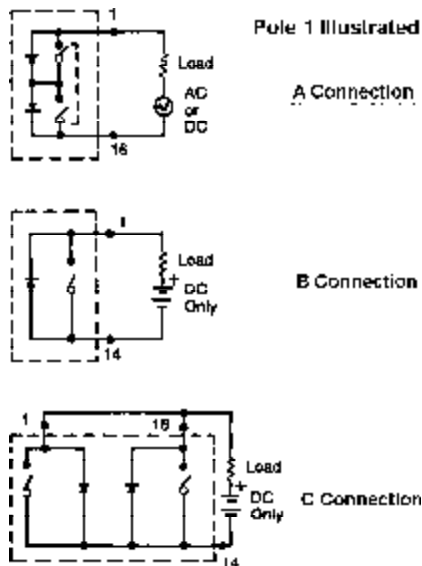 1
Pole 1 Illustrated
Load
AC
or
DC
A Connection
16
1
Load
+
DC
Only
B Connection
14
1
16
Load
+
DC
Only
C Connection
14